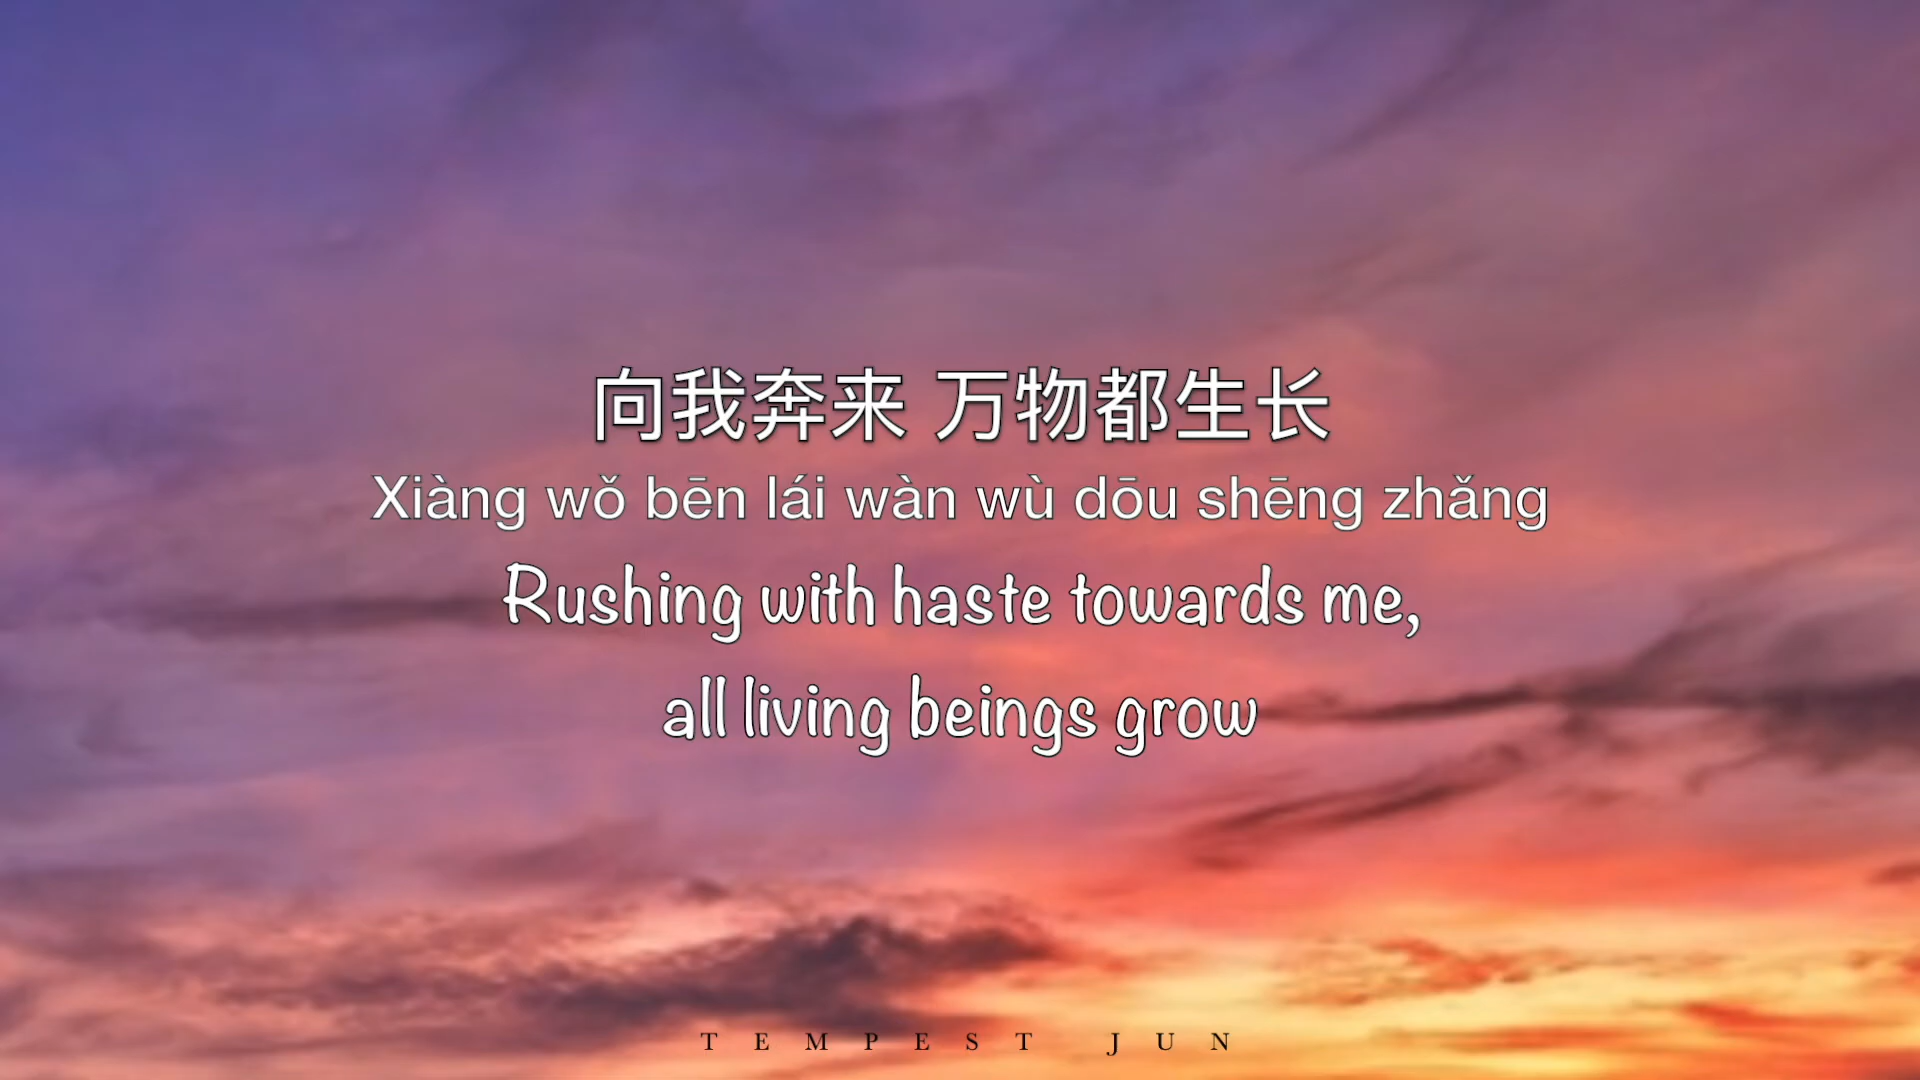 向我奔来 万物都生长
Xiàng wǒ bēn lái wàn wù dōu shēng zhǎng
Rushing with haste towards me,
all living beings grow
TEMPEST JUN